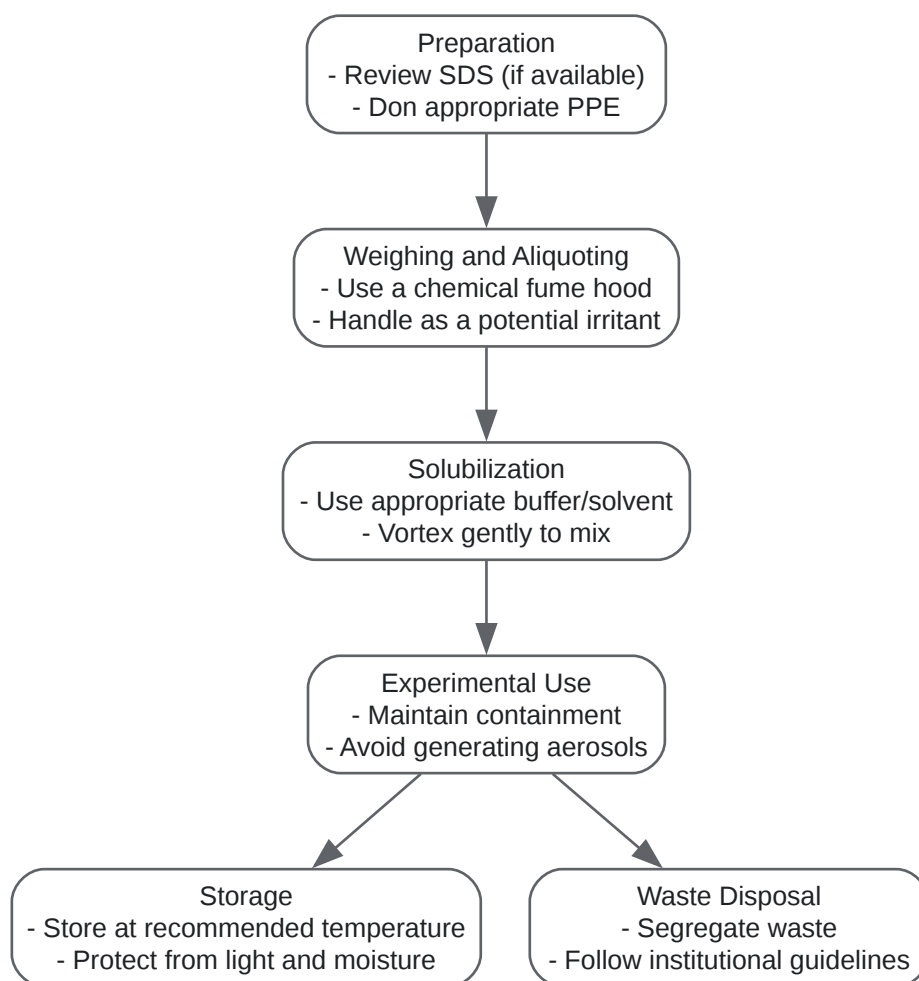 Preparation
- Review SDS (if available)
- Don appropriate PPE
Weighing and Aliquoting
- Use a chemical fume hood
- Handle as a potential irritant
Solubilization
- Use appropriate buffer/solvent
- Vortex gently to mix
Experimental Use
- Maintain containment
- Avoid generating aerosols
Storage
- Store at recommended temperature
- Protect from light and moisture
Waste Disposal
- Segregate waste
- Follow institutional guidelines